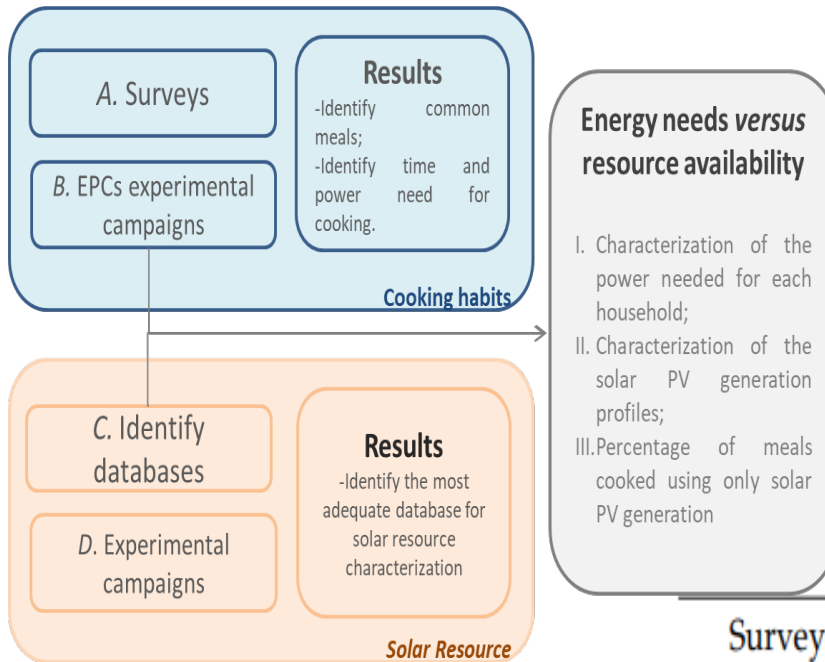 A. Surveys
B. EPCs experimental
campaigns
Results
-Identify common
meals;
-Identify time and
power need for
cooking.
Cooking habits
C. Identify
databases
D. Experimental
campaigns
Results
-Identify the most
adequate database for
solar resource
characterization
Solar Resource
Energy needs versus
resource availability
I. Characterization of the
power needed for each
household;
II. Characterization of the
solar PV generation
profiles;
III.Percentage of meals
cooked using only solar
PV generation
Survey